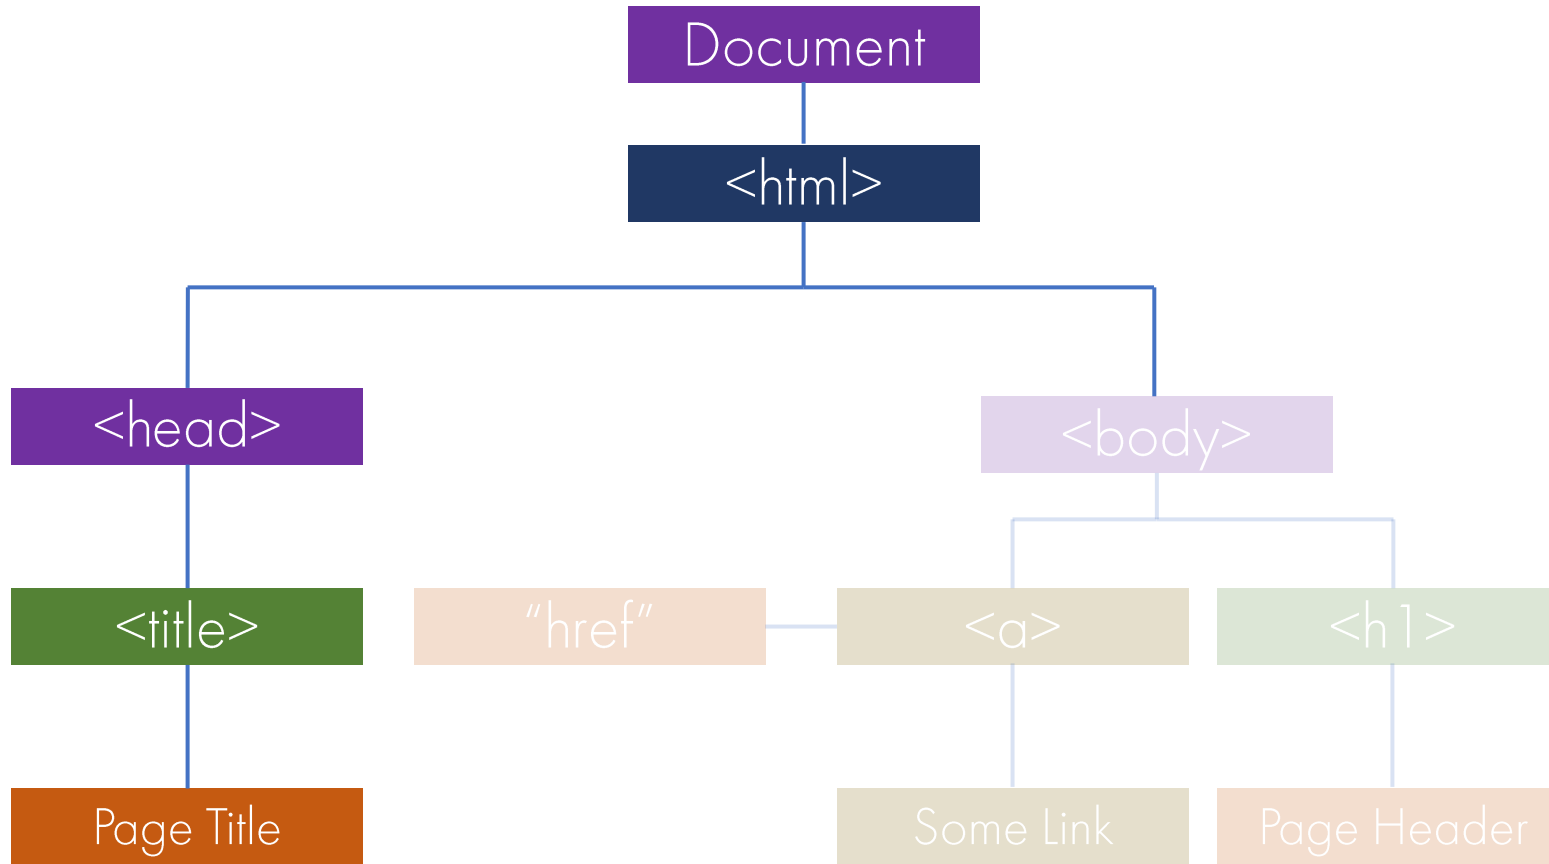 Document
<html>
<head>
<body>
<title>
“href”
<a>
<h1>
Page Title
Some Link
Page Header